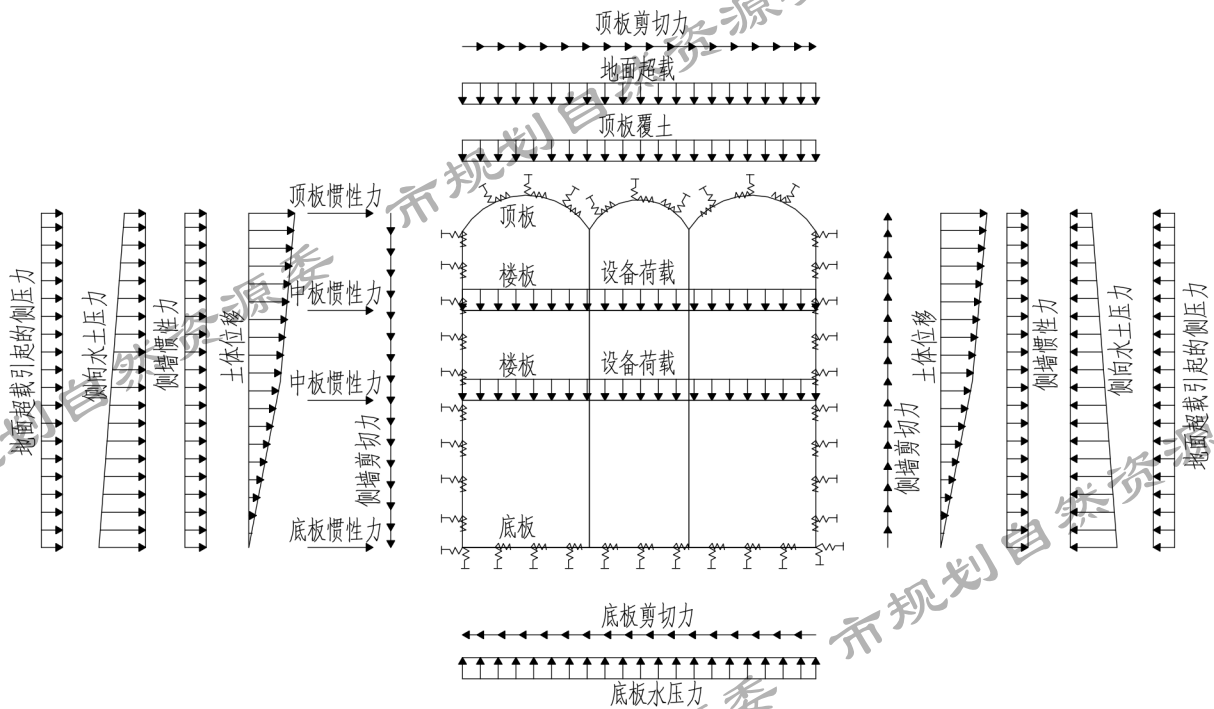 顶板剪切力
地面超载
顶板覆土
顶板惯性力
顶板
楼板
设备荷载
中板惯性力
楼板
设备荷载
中板惯性力
底板惯性力
底板
地面超载引起的侧压力
侧向水土压力
侧墙惯性力
土体位移
侧墙剪切力
侧墙剪切力
土体位移
侧墙惯性力
侧向水土压力
地面超载引起的侧压力
底板剪切力
底板水压力
市规划自然资源委
市规划自然资源委
市规划自然资源
规划自然资源委
委